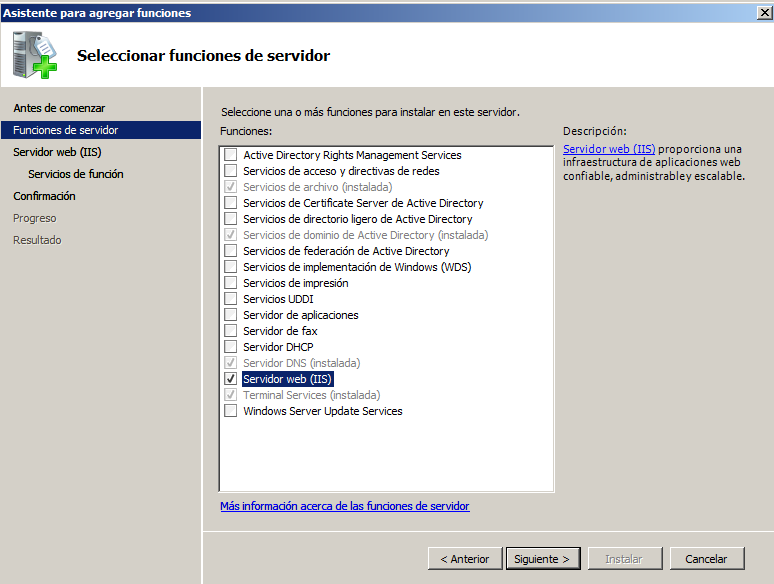 Asistente para agregar funciones
Seleccionar funciones de servidor
Antes de comenzar
Funciones de servidor
Servidor web (IIS)
Servicios de función
Confirmación
Progreso
Resultado
Seleccione una o más funciones para instalar en este servidor.
Funciones:
Active Directory Rights Management Services
Servicios de acceso y directivas de redes
Servicios de archivo (instalada)
Servicios de Certificate Server de Active Directory
Servicios de directorio ligero de Active Directory
Servicios de dominio de Active Directory (instalada)
Servicios de federación de Active Directory
Servicios de implementación de Windows (WDS)
Servicios de impresión
Servicios UDDI
Servidor de aplicaciones
Servidor de fax
Servidor DHCP
Servidor DNS (instalada)
Servidor web (IIS)
Terminal Services (instalada)
Windows Server Update Services
Más información acerca de las funciones de servidor
Descripción:
Servidor web (IIS) proporciona una
infraestructura de aplicaciones web
confiable, administrable y escalable.
< Anterior
Siguiente >
Instalar
Cancelar